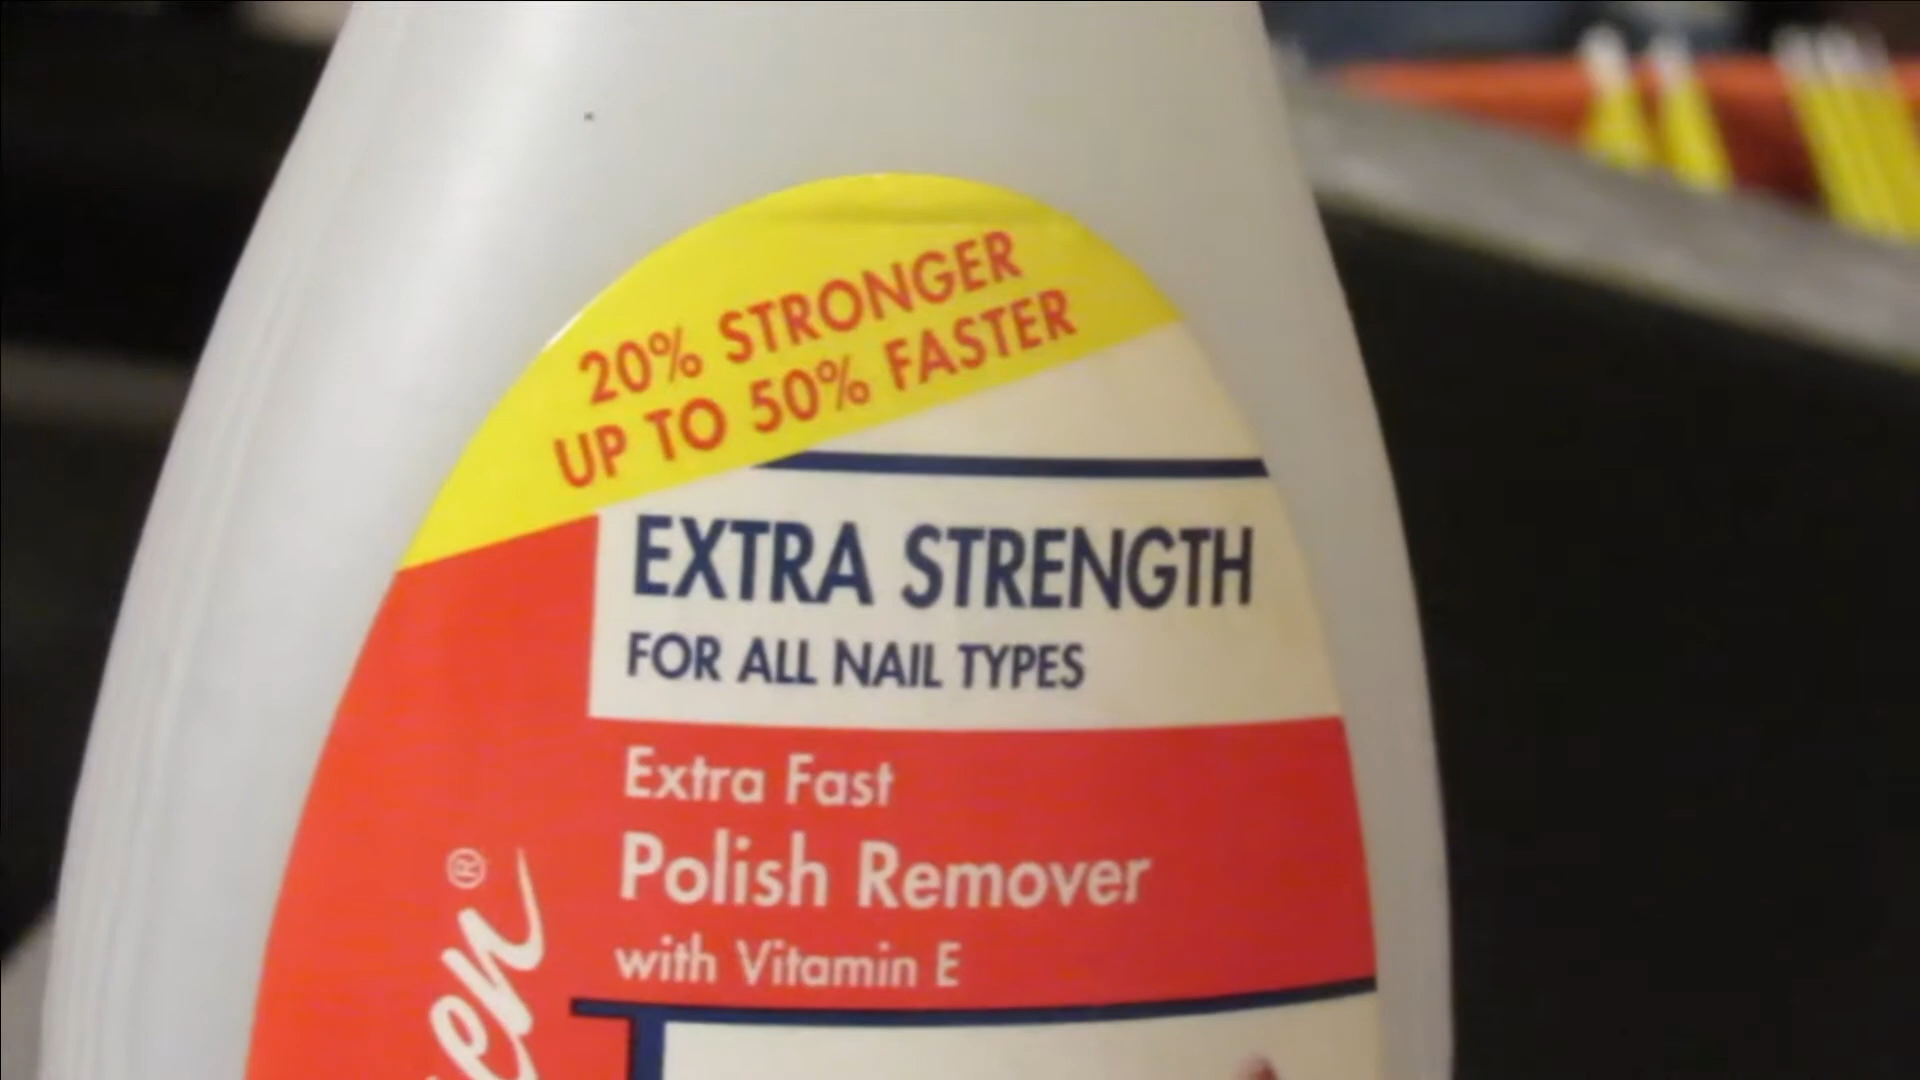 20% STRONGER
UP TO 50% FASTER
EXTRA STRENGTH
FOR ALL NAIL TYPES
Extra Fast
Polish Remover
with Vitamin E